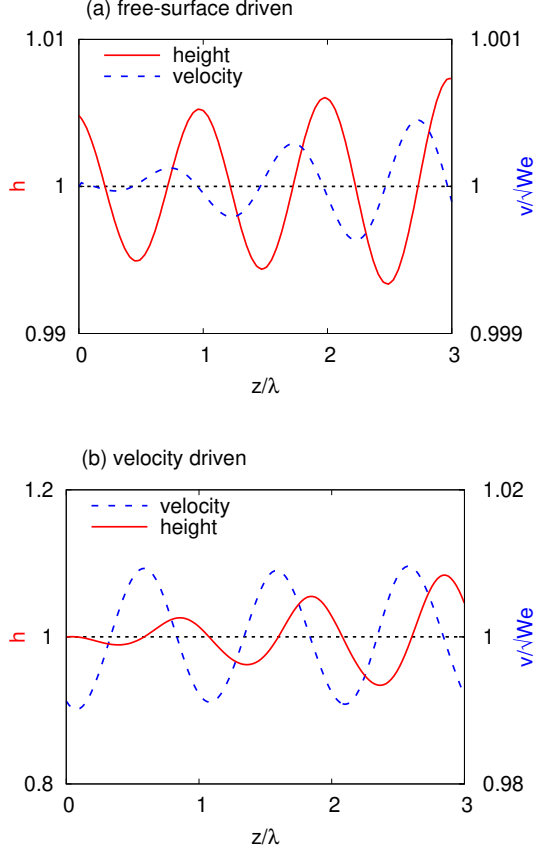 (a) free-surface driven
1.01
1.001
height
velocity
h
1
1
v/√We
0.99
0.999
0
1
2
3
z/λ
(b) velocity driven
1.2
1.02
velocity
height
h
1
1
v/√We
0.8
0.98
0
1
2
3
z/λ